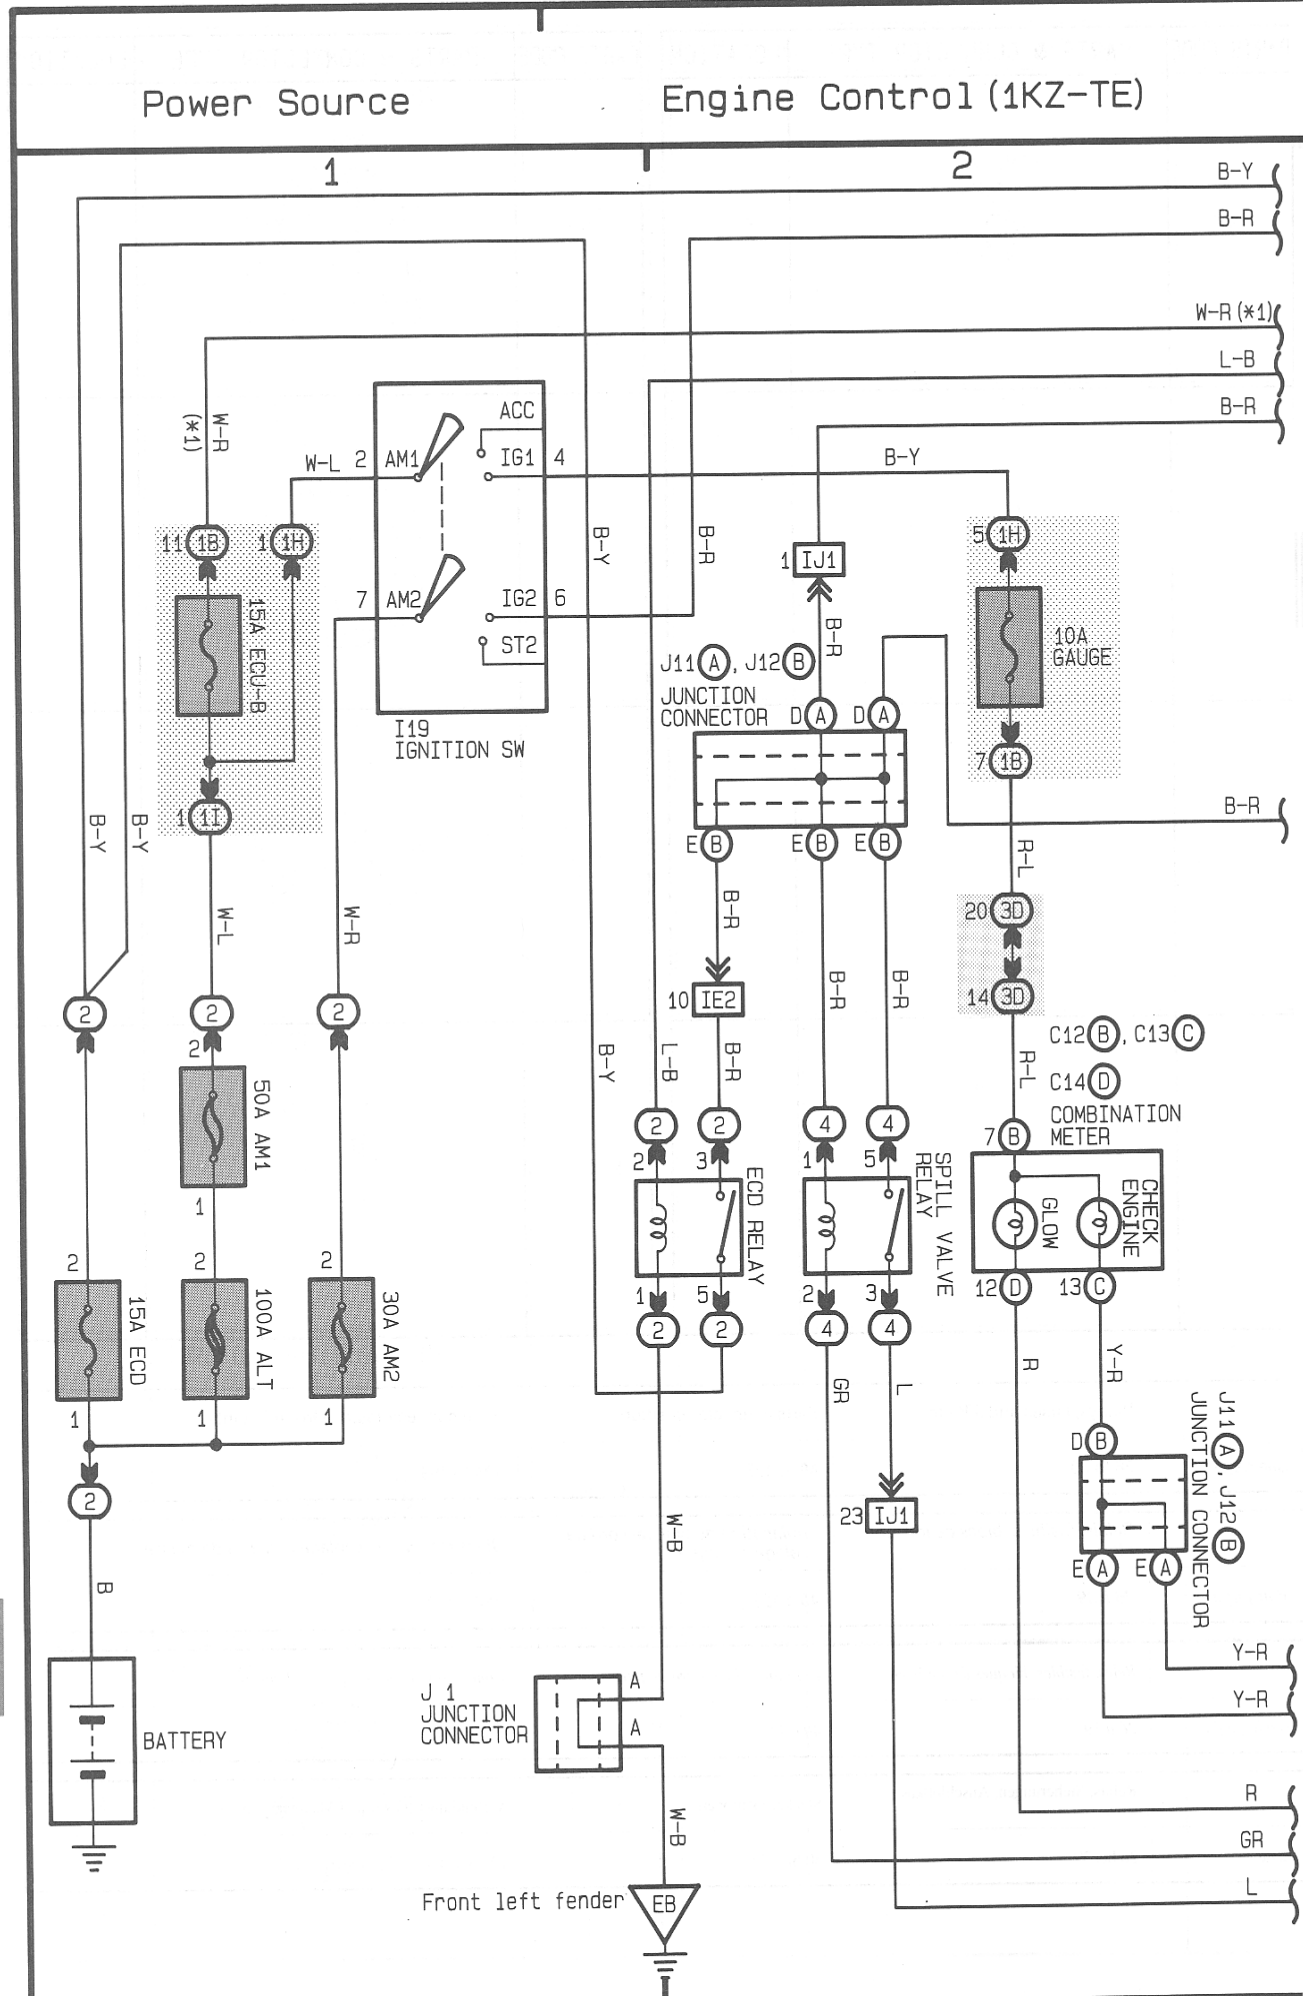 Power Source
Engine Control (1KZ-TE)
1
2
B-Y
B-R
W-R (*1)
L-B
B-R
W-R
(*1)
ACC
W-L
2
AM1
IG1
4
B-Y
11
1B
1
1H
5
1H
B-Y
B-R
1
IJ1
15A ECU-B
7
AM2
IG2
6
ST2
B-R
10A
GAUGE
J11 A, J12 B
JUNCTION
CONNECTOR
D
A
D
A
I19
IGNITION SW
7
1B
B-Y
B-Y
1
1I
B-R
E
B
E
B
E
B
R-L
W-L
W-R
B-R
20
3D
2
2
2
10
IE2
B-R
B-R
14
3D
C12 B, C13 C
C14 D
COMBINATION
METER
2
B-Y
L-B
B-R
R-L
50A AM1
2
2
4
4
7
B
2
3
1
5
ECD RELAY
SPILL VALVE
RELAY
GLOW
CHECK
ENGINE
1
2
2
2
1
5
2
3
12
D
13
C
15A ECD
100A ALT
30A AM2
2
2
4
4
1
1
1
GR
L
R
Y-R
J11 A, J12 B
JUNCTION CONNECTOR
D
B
2
W-B
23
IJ1
E
A
E
A
B
Y-R
J 1
JUNCTION
CONNECTOR
A
A
Y-R
BATTERY
R
W-B
GR
Front left fender
EB
L